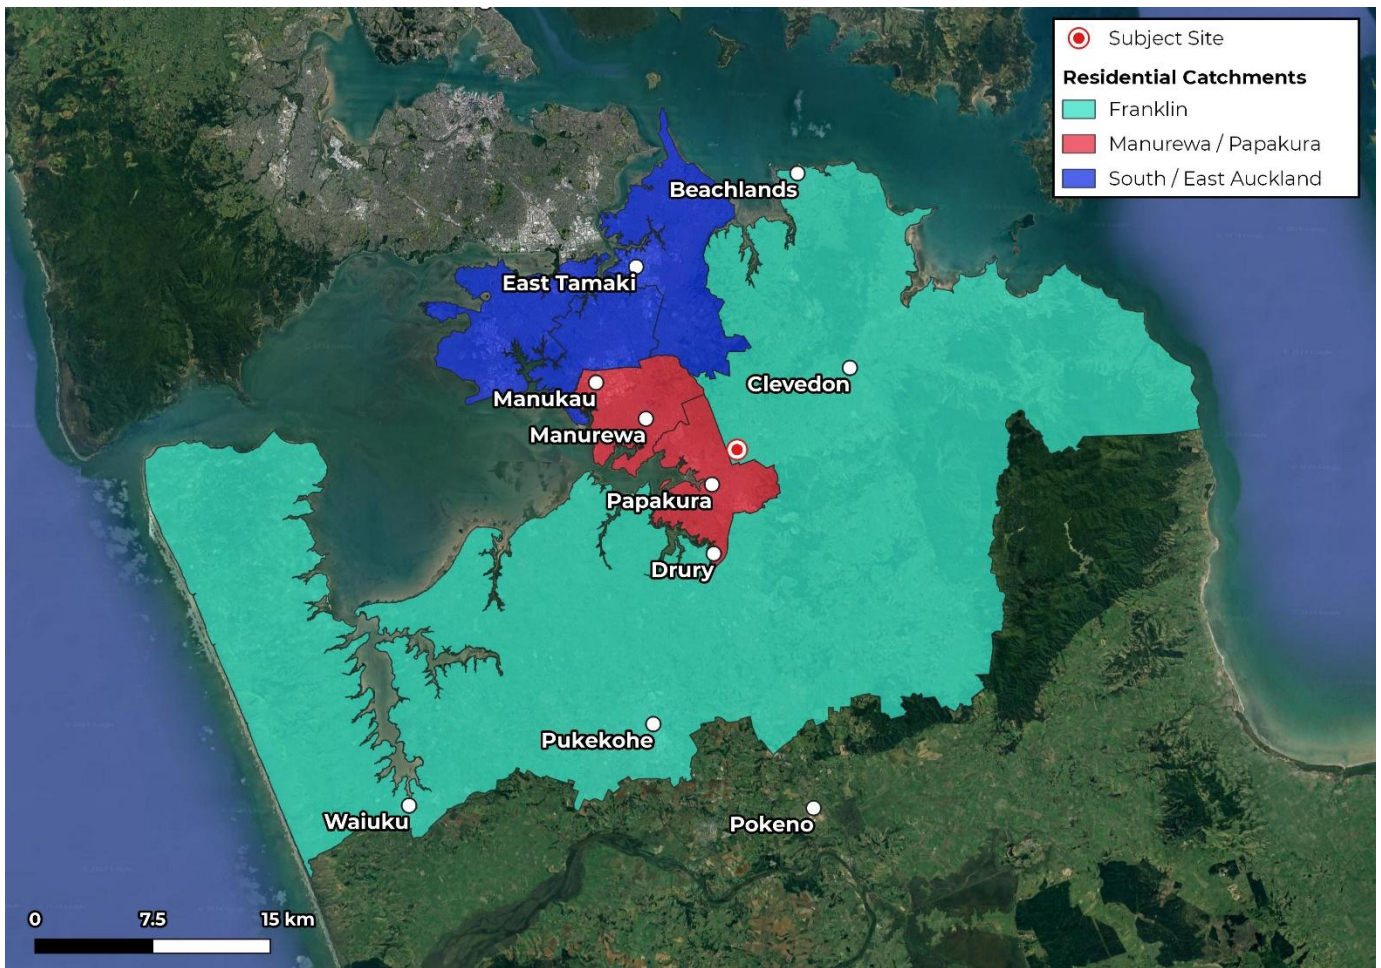 Subject Site
Residential Catchments
Franklin
Manurewa / Papakura
South / East Auckland
Beachlands
East Tamaki
Clevedon
Manukau
Manurewa
Papakura
Drury
Pukekohe
Waiuku
Pokeno
0 7.5 15 km